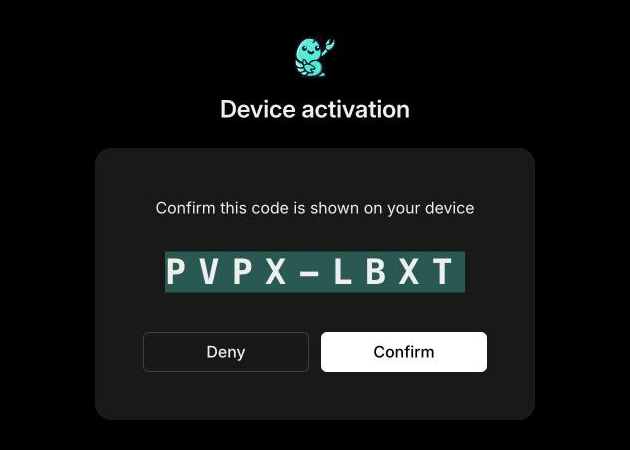 Device activation
Confirm this code is shown on your device
PVPX-LBXT
Deny
Confirm